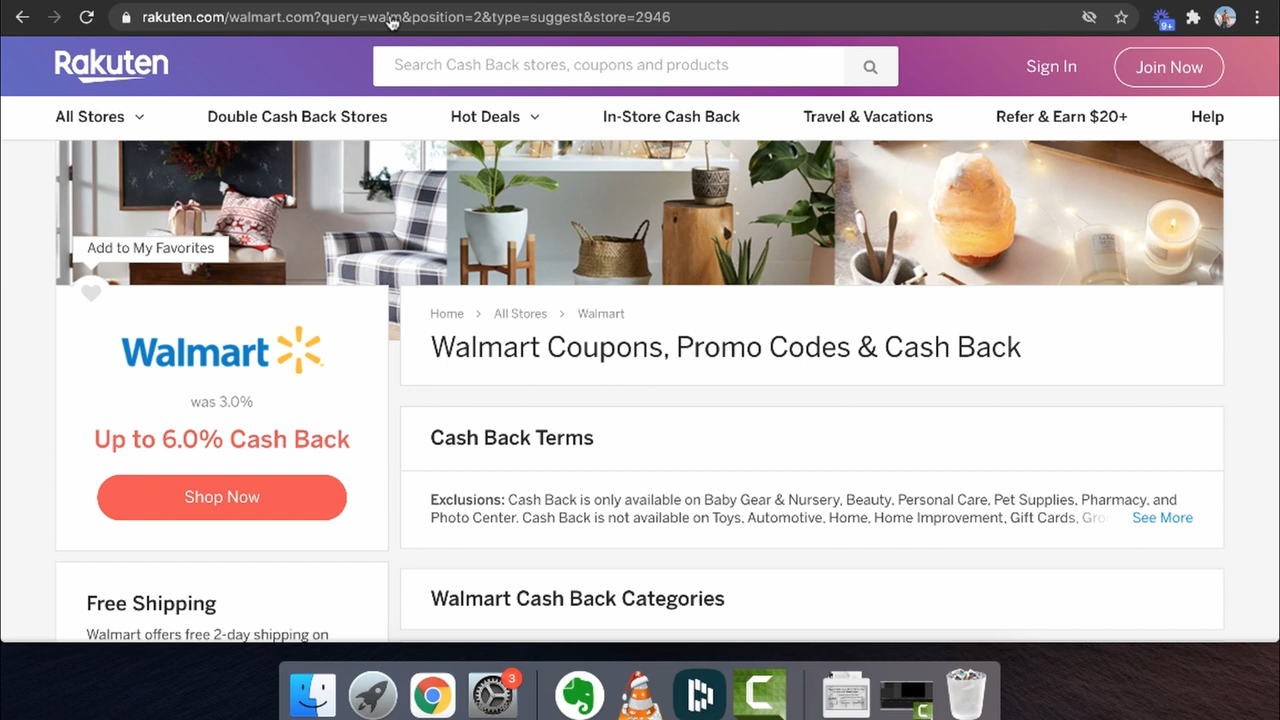 rakuten.com/walmart.com?query=walm&position=2&type=suggest&store=2946
9+
Rakuten
Search Cash Back stores, coupons and products
Sign In
Join Now
All Stores
Double Cash Back Stores
Hot Deals
In-Store Cash Back
Travel & Vacations
Refer & Earn $20+
Help
Add to My Favorites
Walmart
was 3.0%
Up to 6.0% Cash Back
Shop Now
Home > All Stores > Walmart
Walmart Coupons, Promo Codes & Cash Back
Cash Back Terms
Exclusions: Cash Back is only available on Baby Gear & Nursery, Beauty, Personal Care, Pet Supplies, Pharmacy, and
Photo Center. Cash Back is not available on Toys, Automotive, Home, Home Improvement, Gift Cards, Gro See More
Walmart Cash Back Categories
Free Shipping
Walmart offers free 2-day shipping on
3